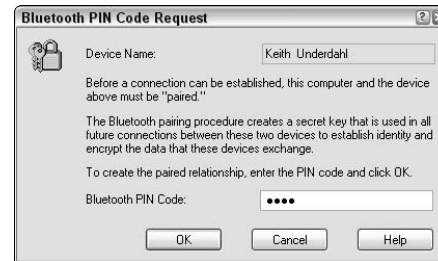 Bluetooth PIN Code Request
Device Name: Keith Underdahl
Before a connection can be established, this computer and the device
above must be "paired."
The Bluetooth pairing procedure creates a secret key that is used in all
future connections between these two devices to establish identity and
encrypt the data that these devices exchange.
To create the paired relationship, enter the PIN code and click OK.
Bluetooth PIN Code: ••••
OK Cancel Help